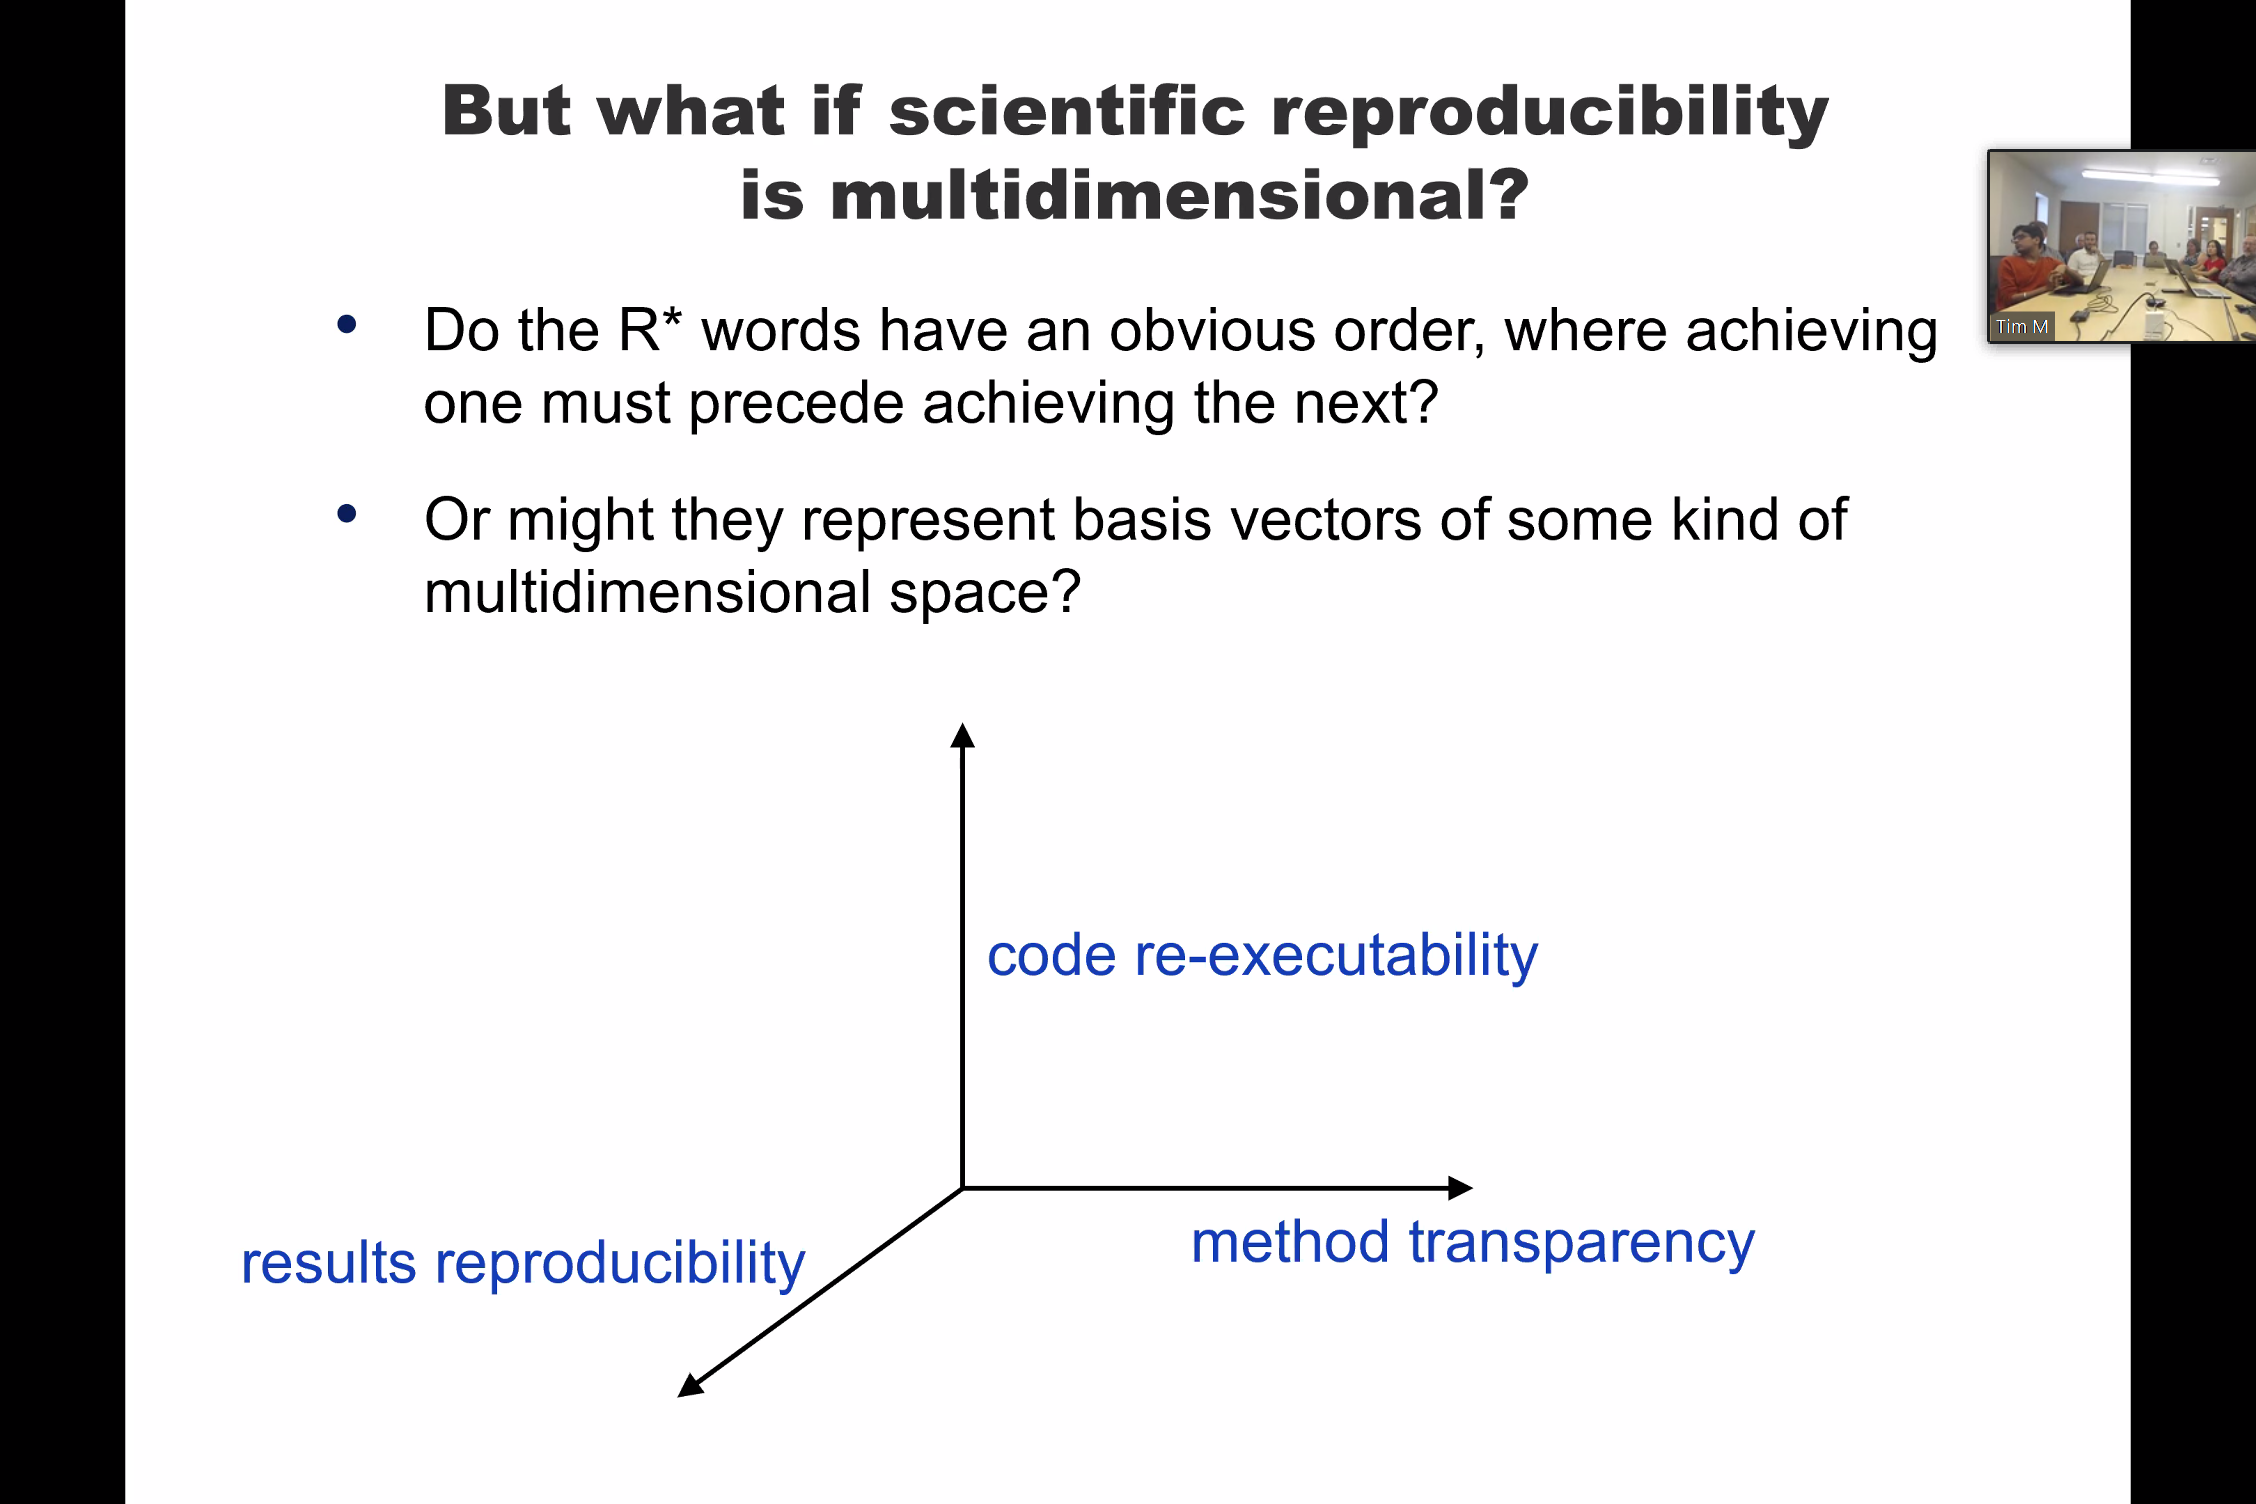 But what if scientific reproducibility
is multidimensional?
• Do the R* words have an obvious order, where achieving
one must precede achieving the next?
• Or might they represent basis vectors of some kind of
multidimensional space?
Tim M
code re-executability
method transparency
results reproducibility